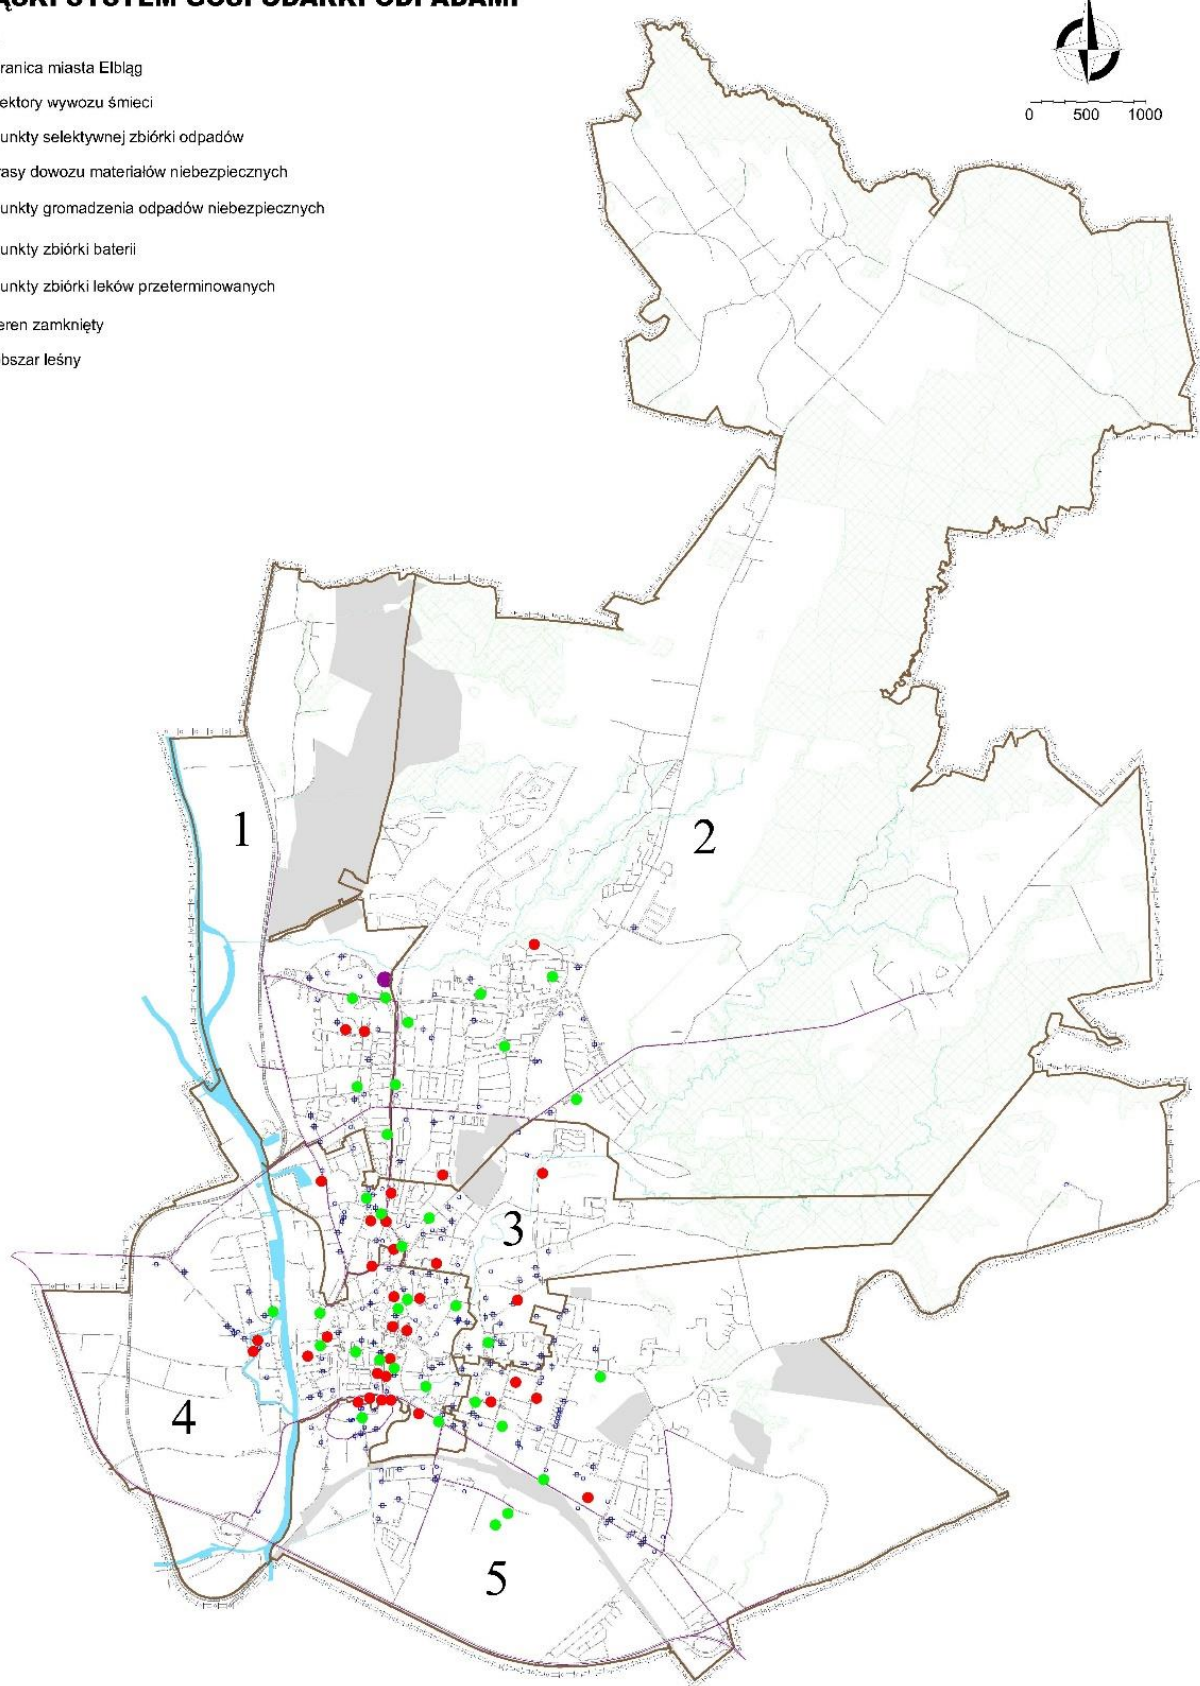 ĄSKI SYSTEM GOSPODARKI ODPADAMI
ranica miasta Elbląg
ektory wywozu śmieci
unkty selektywnej zbiórki odpadów
rasy dowozu materiałów niebezpiecznych
unkty gromadzenia odpadów niebezpiecznych
unkty zbiórki baterii
unkty zbiórki leków przeterminowanych
eren zamknięty
bszar leśny
0 500 1000
1
2
3
4
5